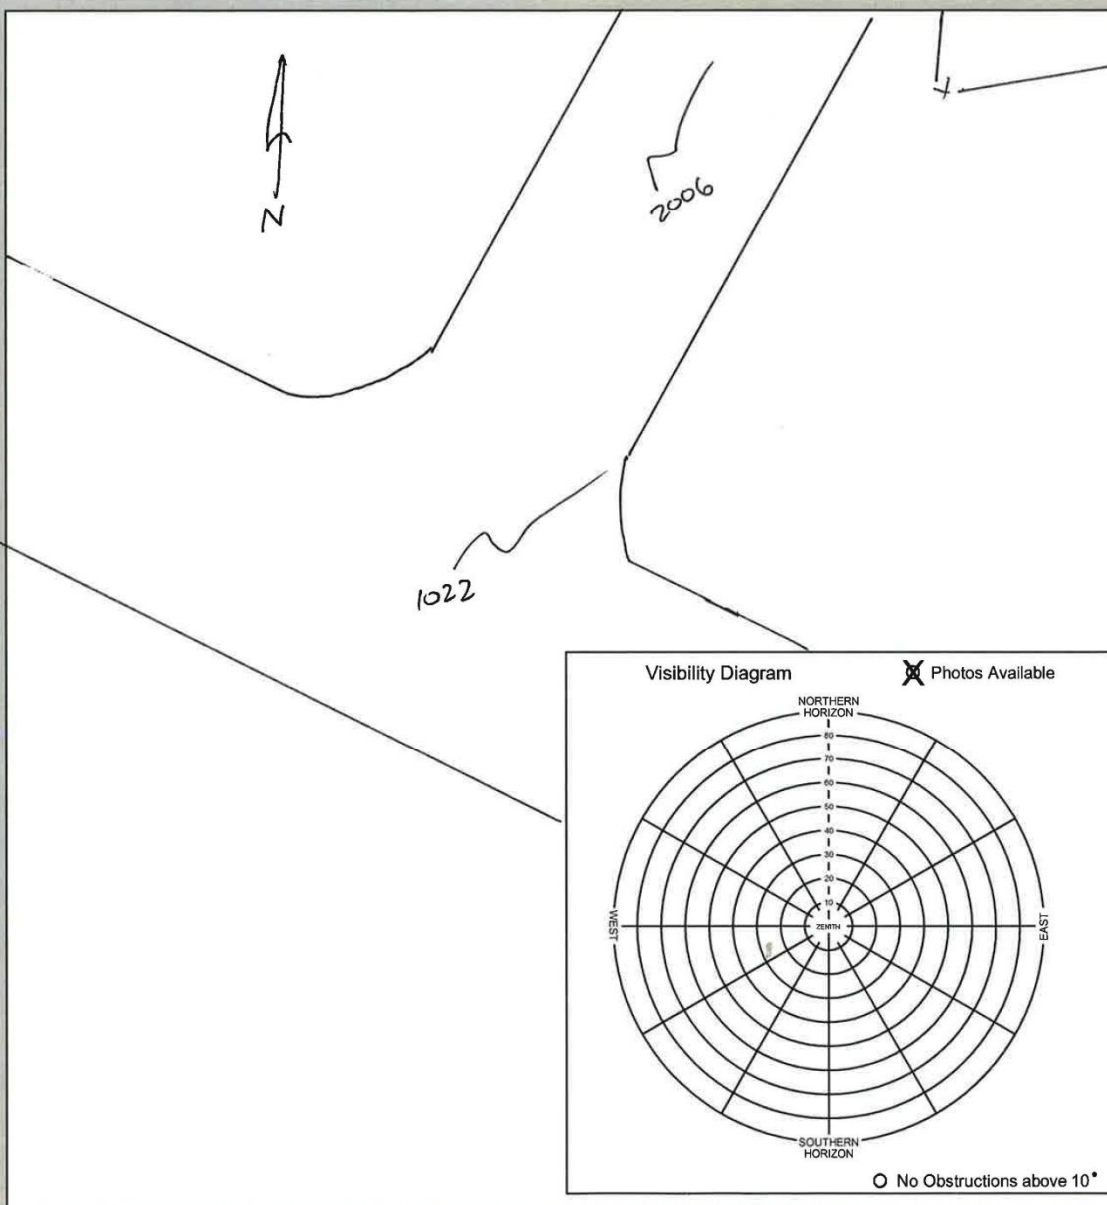 N
2006
1022
Visibility Diagram
Photos Available
NORTHERN
HORIZON
80
70
60
50
40
30
20
10
ZENITH
WEST
EAST
SOUTHERN
HORIZON
No Obstructions above 10°